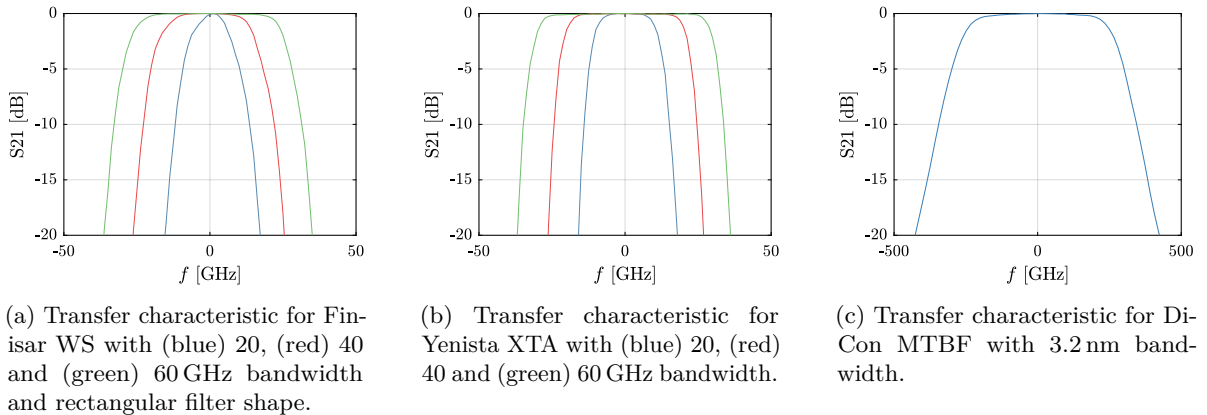 0
-5
-10
-15
-20
S21 [dB]
-50
0
50
f [GHz]
0
-5
-10
-15
-20
S21 [dB]
-50
0
50
f [GHz]
0
-5
-10
-15
-20
S21 [dB]
-500
0
500
f [GHz]
(a) Transfer characteristic for Fin-
isar WS with (blue) 20, (red) 40
and (green) 60 GHz bandwidth
and rectangular filter shape.
(b) Transfer characteristic for
Yenista XTA with (blue) 20, (red)
40 and (green) 60 GHz bandwidth.
(c) Transfer characteristic for Di-
Con MTBF with 3.2 nm band-
width.